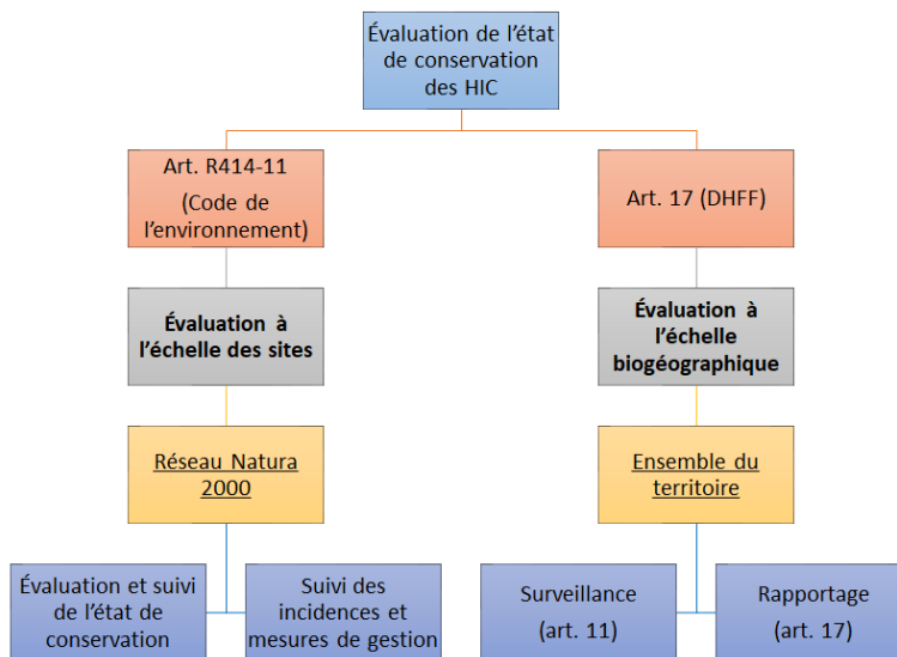 Évaluation de l’état
de conservation
des HIC
Art. R414-11
(Code de
l’environnement)
Art. 17 (DHFF)
Évaluation à
l’échelle des sites
Évaluation à
l’échelle
biogéographique
Réseau Natura
2000
Ensemble du
territoire
Évaluation et suivi
de l’état de
conservation
Suivi des
incidences et
mesures de gestion
Surveillance
(art. 11)
Rapportage
(art. 17)